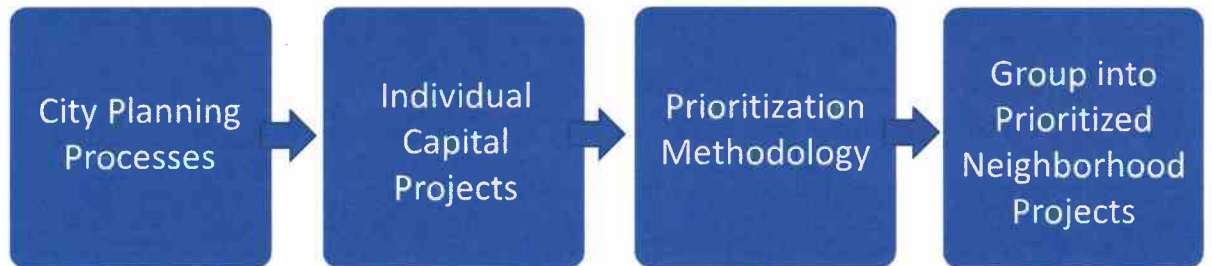 City Planning
Processes
Individual
Capital
Projects
Prioritization
Methodology
Group into
Prioritized
Neighborhood
Projects